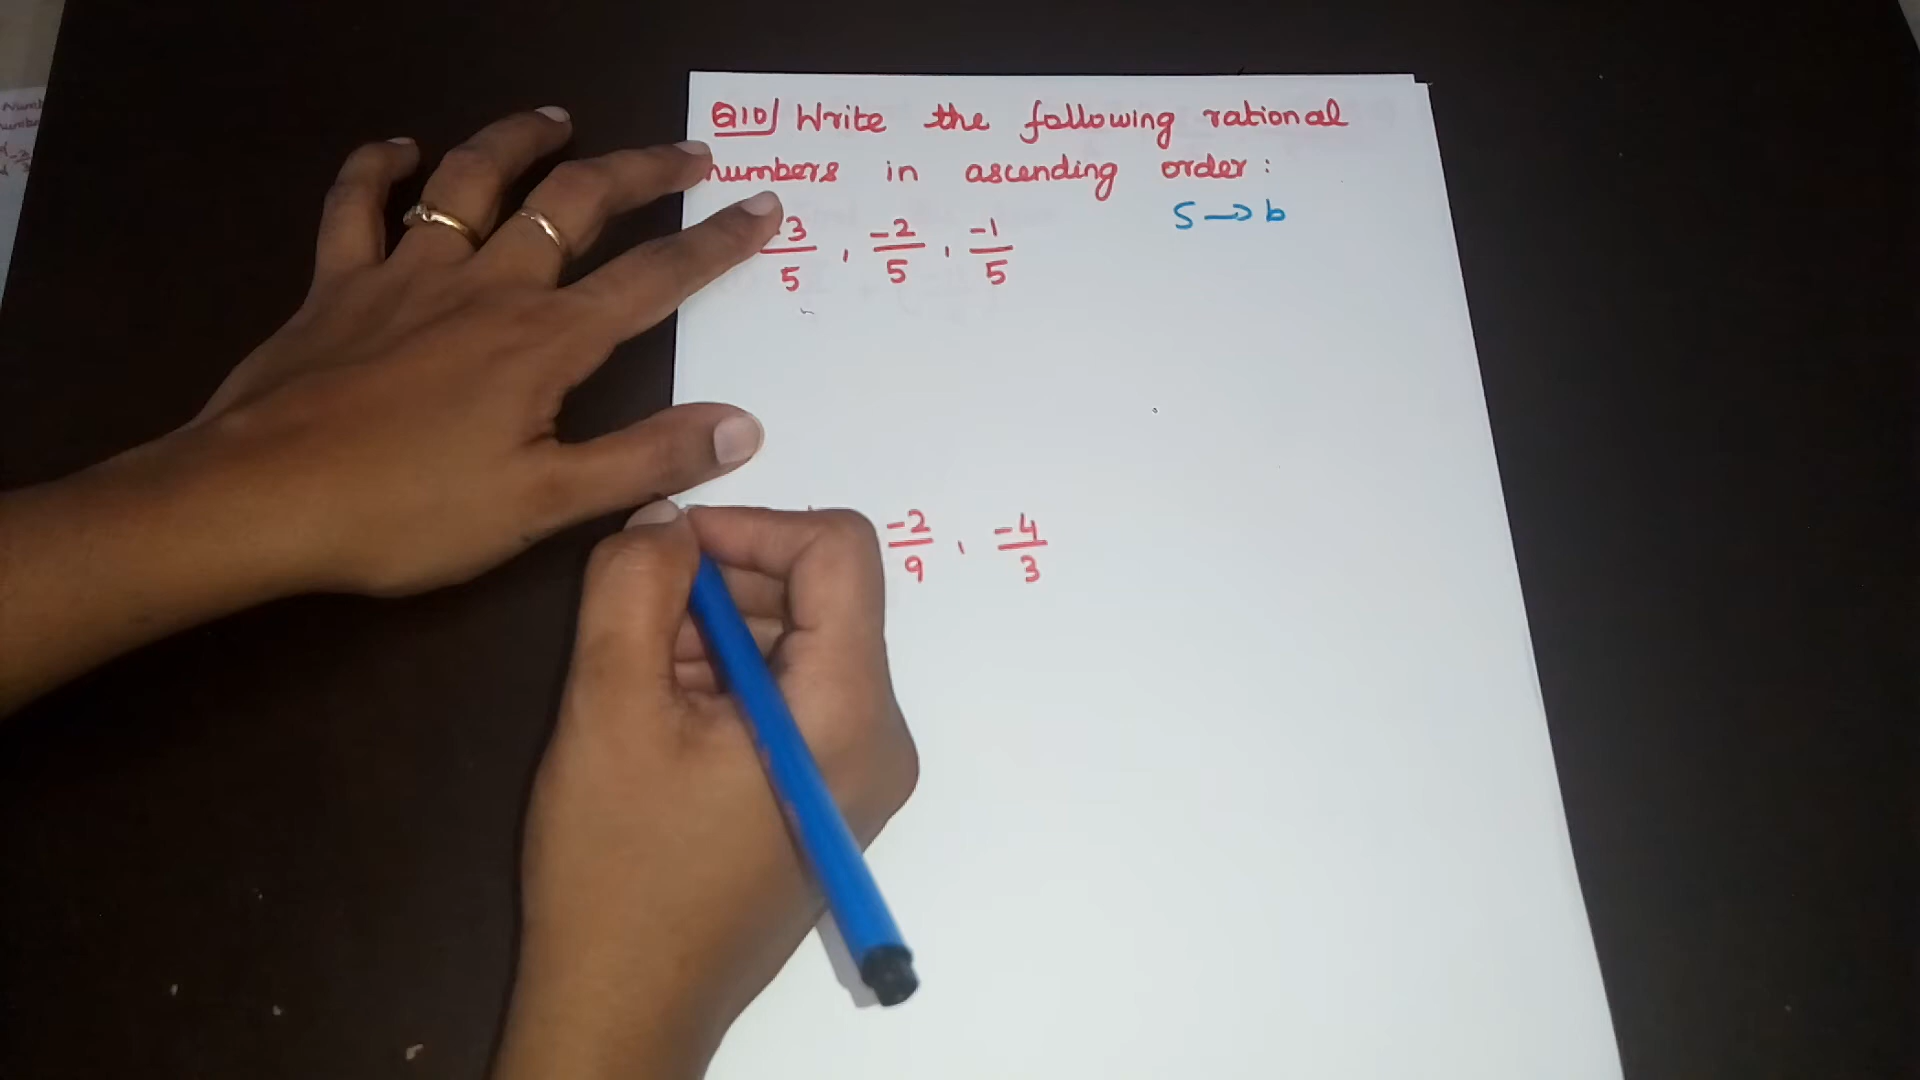 Q10/ Write the following rational
numbers in ascending order :
S → b
-3/5 , -2/5 , -1/5
-2/9 , -4/3